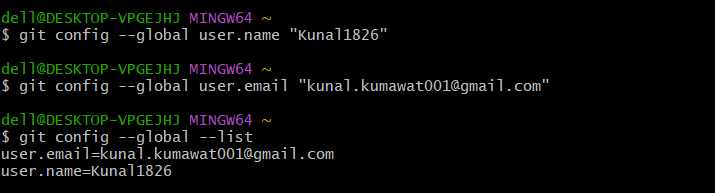 dell@DESKTOP-VPGEJHJ MINGW64 ~
$ git config --global user.name "Kunal1826"
dell@DESKTOP-VPGEJHJ MINGW64 ~
$ git config --global user.email "kunal.kumawat001@gmail.com"
dell@DESKTOP-VPGEJHJ MINGW64 ~
$ git config --global --list
user.email=kunal.kumawat001@gmail.com
user.name=Kunal1826